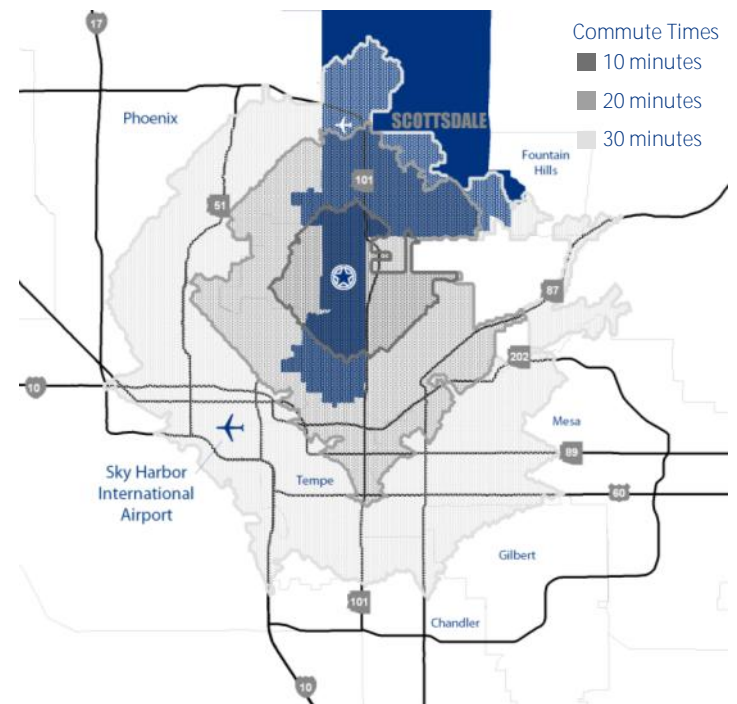 17
Commute Times
10 minutes
20 minutes
30 minutes
Phoenix
SCOTTSDALE
Fountain
Hills
101
51
87
202
10
Mesa
89
Sky Harbor
International
Airport
Tempe
60
Gilbert
101
Chandler
10